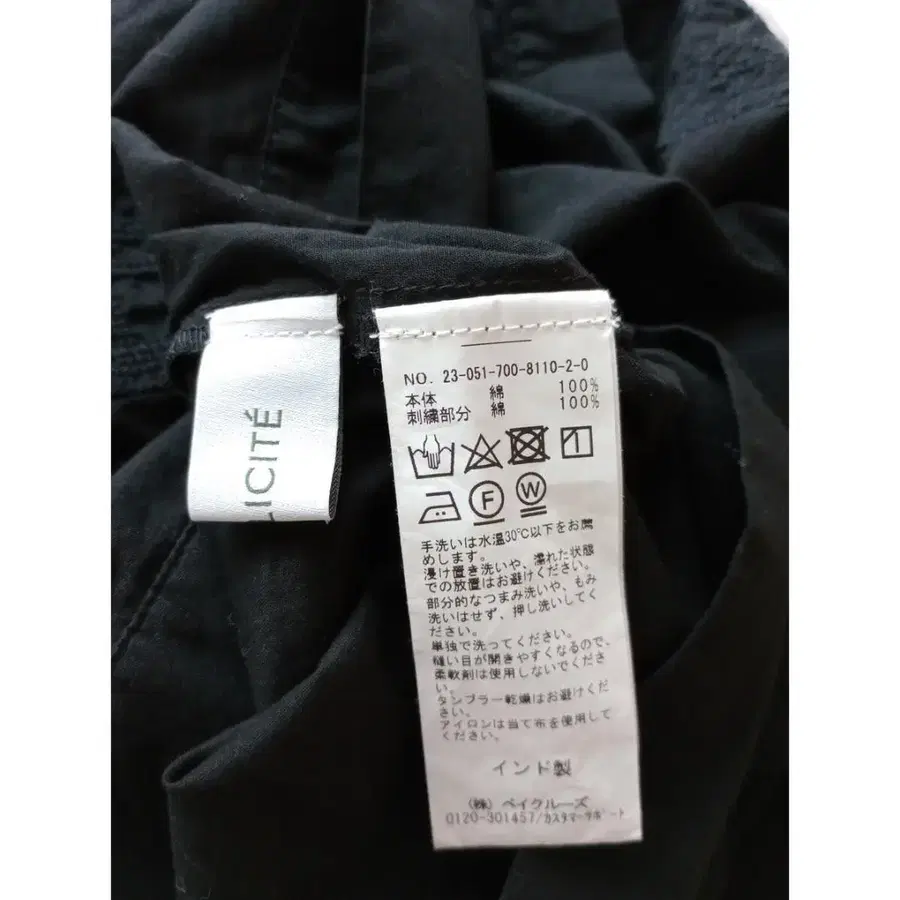 LICITÉ
NO. 23-051-700-8110-2-0
本体 綿 100%
刺繍部分 綿 100%
F W
手洗いは水温30℃以下をお薦
めします。
浸け置き洗いや、濡れた状態
での放置はお避けください。
部分的なつまみ洗いや、もみ
洗いはせず、押し洗いしてく
ださい。
単独で洗ってください。
縫い目が開きやすくなるので、
柔軟剤は使用しないでくださ
い。
タンブラー乾燥はお避けくだ
さい。
アイロンは当て布を使用して
ください。
インド製
(株) ベイクルーズ
0120-301457/カスタマーサポート